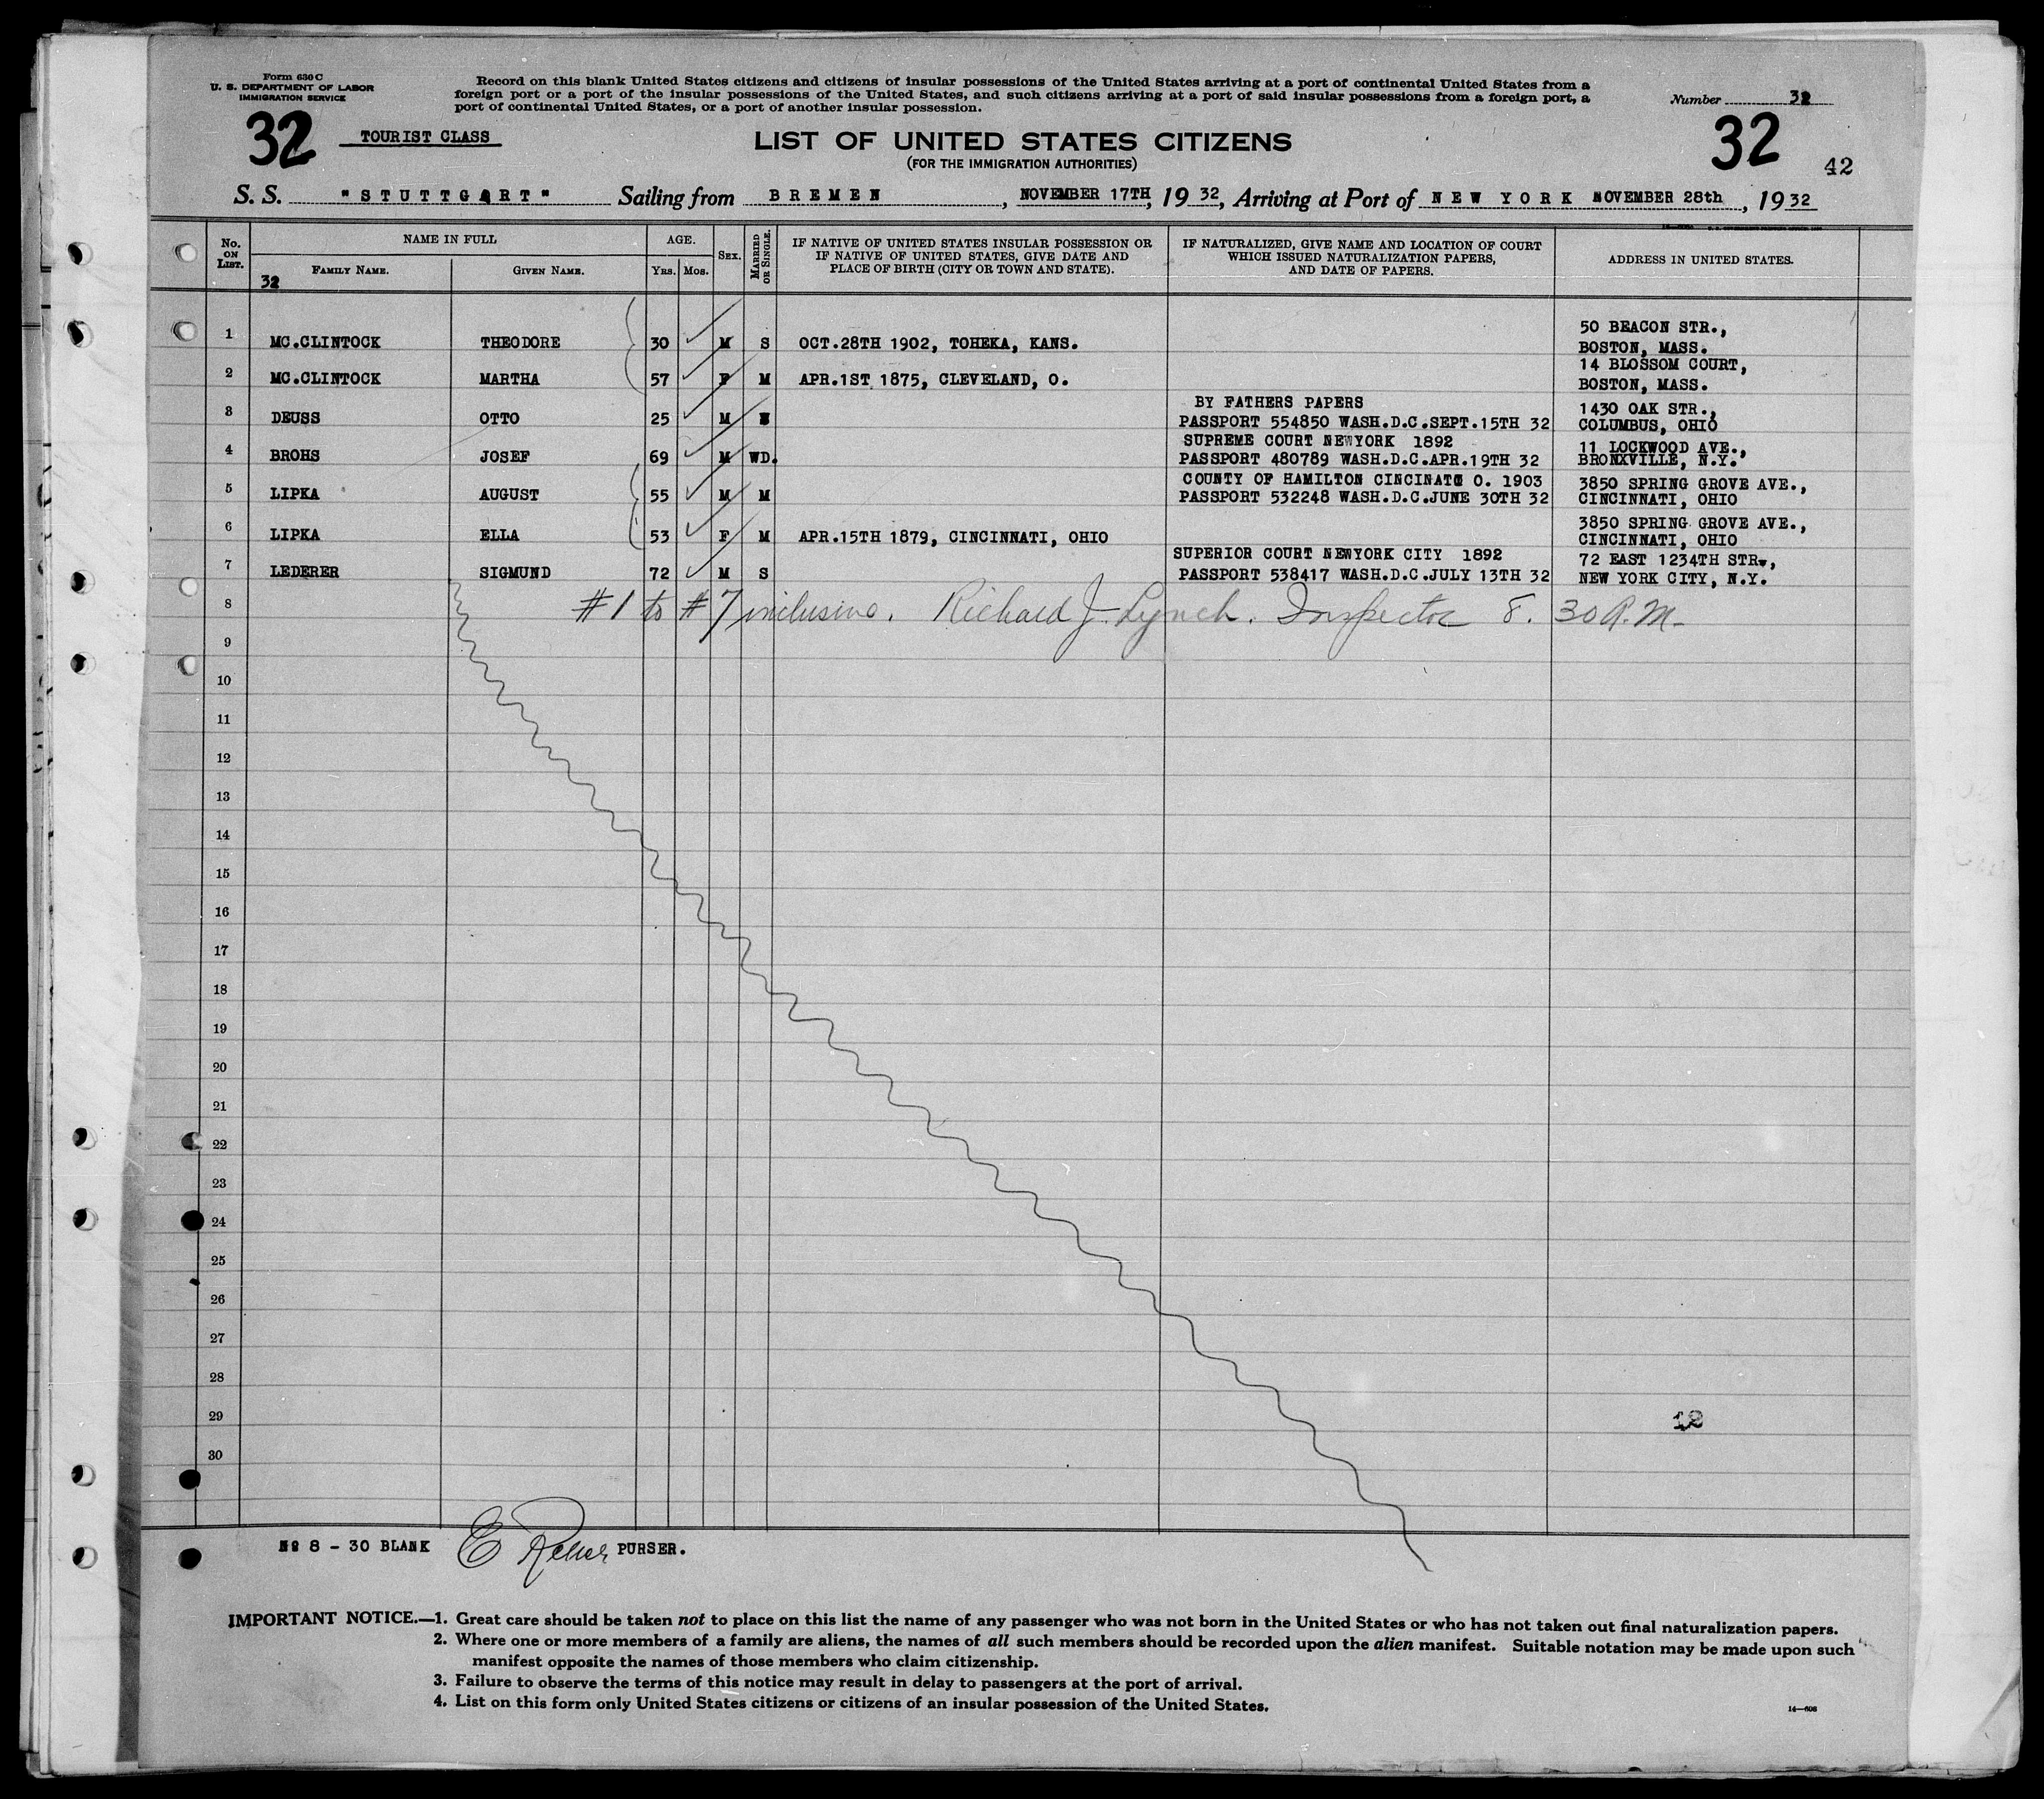 Form 630 C
U. S. DEPARTMENT OF LABOR
IMMIGRATION SERVICE
Record on this blank United States citizens and citizens of insular possessions of the United States arriving at a port of continental United States from a
foreign port or a port of the insular possessions of the United States, and such citizens arriving at a port of said insular possessions from a foreign port, a
port of continental United States, or a port of another insular possession.
Number 32
32 TOURIST CLASS
LIST OF UNITED STATES CITIZENS
(FOR THE IMMIGRATION AUTHORITIES)
32
42
S. S. "STUTTGART" Sailing from BREMEN, NOVEMBER 17TH, 1932, Arriving at Port of NEW YORK NOVEMBER 28th, 1932
No. ON LIST. NAME IN FULL AGE. SEX. MARRIED OR SINGLE. IF NATIVE OF UNITED STATES INSULAR POSSESSION OR IF NATIVE OF UNITED STATES, GIVE DATE AND PLACE OF BIRTH (CITY OR TOWN AND STATE). IF NATURALIZED, GIVE NAME AND LOCATION OF COURT WHICH ISSUED NATURALIZATION PAPERS, AND DATE OF PAPERS. ADDRESS IN UNITED STATES.
FAMILY NAME. GIVEN NAME. YRS. MOS.
32
50 BEACON STR.,
1 MC.CLINTOCK THEODORE 30 M S OCT.28TH 1902, TOHEKA, KANS. BOSTON, MASS.
14 BLOSSOM COURT,
2 MC.CLINTOCK MARTHA 57 F M APR.1ST 1875, CLEVELAND, O. BOSTON, MASS.
BY FATHERS PAPERS 1430 OAK STR.,
3 DEUSS OTTO 25 M PASSPORT 554850 WASH.D.C.SEPT.15TH 32 COLUMBUS, OHIO
SUPREME COURT NEWYORK 1892 11 LOCKWOOD AVE.,
4 BROHS JOSEF 69 M WD. PASSPORT 480789 WASH.D.C.APR.19TH 32 BRONXVILLE, N.Y.
COUNTY OF HAMILTON CINCINATO O. 1903 3850 SPRING GROVE AVE.,
5 LIPKA AUGUST 55 M M PASSPORT 532248 WASH.D.C.JUNE 30TH 32 CINCINNATI, OHIO
3850 SPRING GROVE AVE.,
6 LIPKA ELLA 53 F M APR.15TH 1879, CINCINNATI, OHIO CINCINNATI, OHIO
SUPERIOR COURT NEWYORK CITY 1892 72 EAST 1234TH STR.,
7 LEDERER SIGMUND 72 M S PASSPORT 538417 WASH.D.C.JULY 13TH 32 NEW YORK CITY, N.Y.
8 #1 to #7 inclusive. Richard J. Lynch. Inspector 8. 30 A.M.
9
10
11
12
13
14
15
16
17
18
19
20
21
22
23
24
25
26
27
28
29 12
30
No 8 - 30 BLANK E PURSER.
IMPORTANT NOTICE.—1. Great care should be taken not to place on this list the name of any passenger who was not born in the United States or who has not taken out final naturalization papers.
2. Where one or more members of a family are aliens, the names of all such members should be recorded upon the alien manifest. Suitable notation may be made upon such
manifest opposite the names of those members who claim citizenship.
3. Failure to observe the terms of this notice may result in delay to passengers at the port of arrival.
4. List on this form only United States citizens or citizens of an insular possession of the United States.
14—608